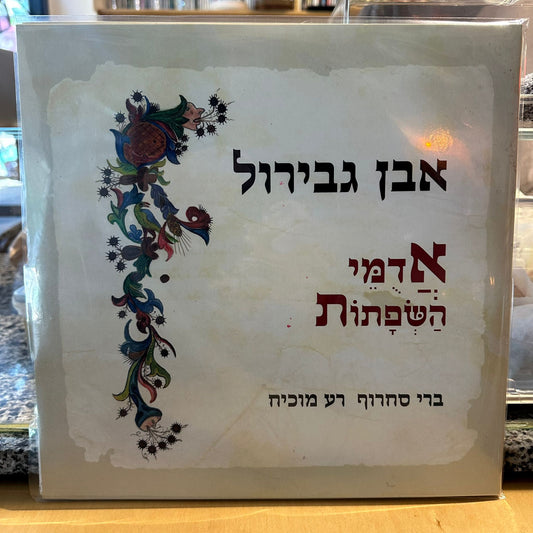 אבן גבירול
אֲדֻמֵּי
הַשְּׂפָתוֹת
ברי סחרוף רע מוכיח